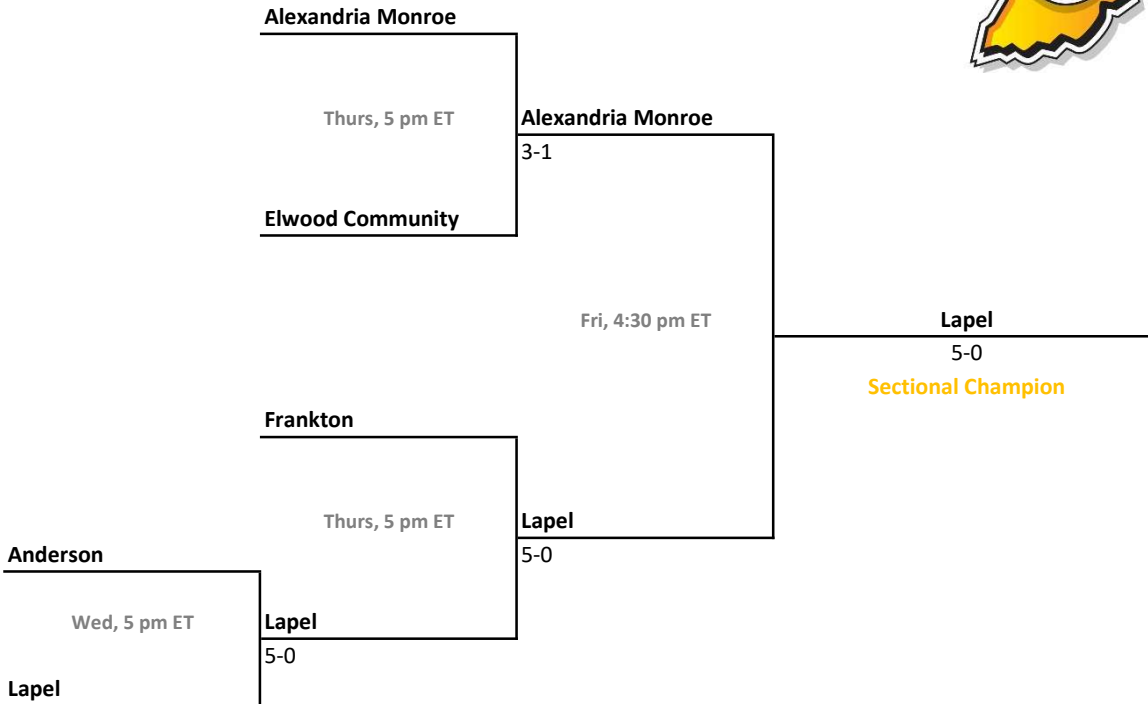 Alexandria Monroe
Thurs, 5 pm ET
Alexandria Monroe
3-1
Elwood Community
Fri, 4:30 pm ET
Lapel
5-0
Sectional Champion
Frankton
Thurs, 5 pm ET
Lapel
5-0
Anderson
Wed, 5 pm ET
Lapel
5-0
Lapel